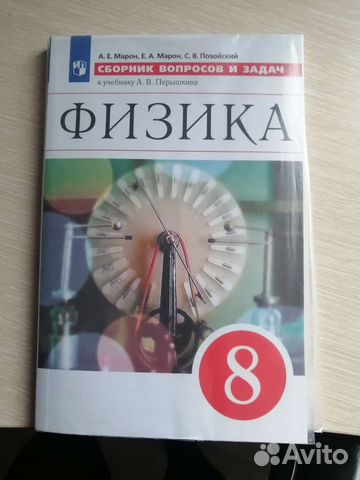 А. Е. Марон, Е. А. Марон, С. В. Позойский
СБОРНИК ВОПРОСОВ И ЗАДАЧ
к учебнику А. В. Перышкина
ФИЗИКА
8
Avito